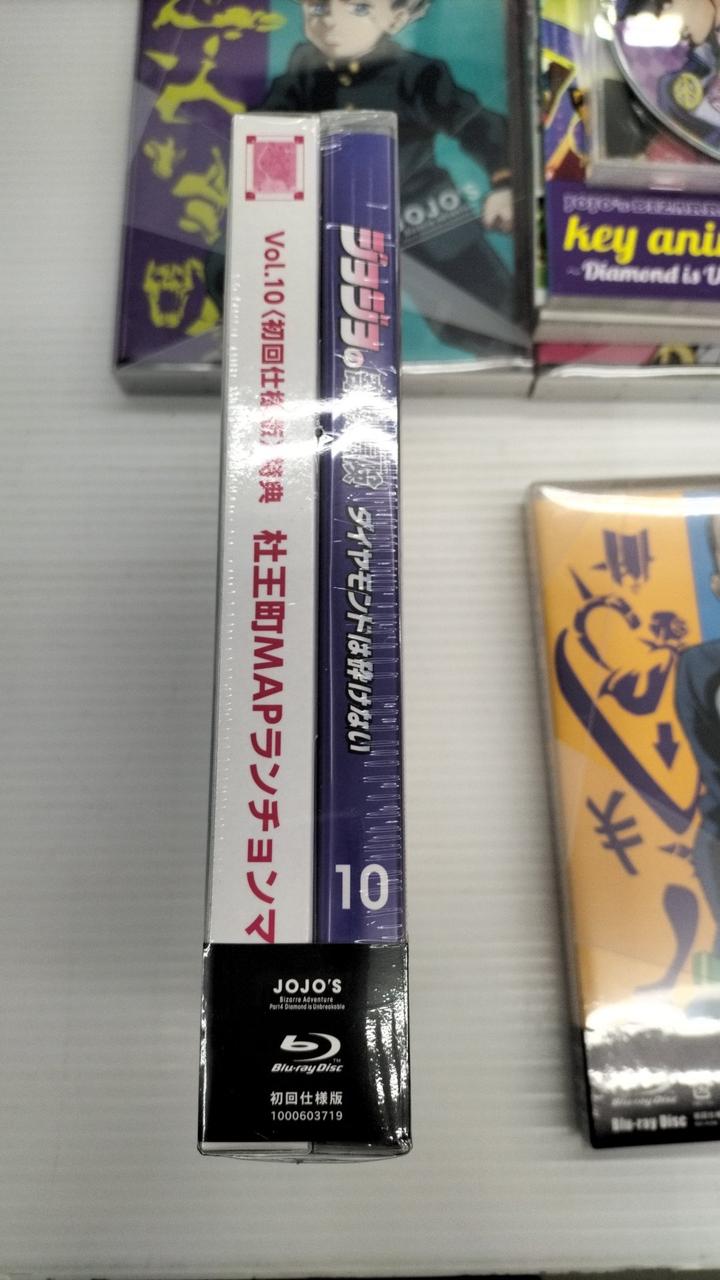 Vol.10〈初回仕様版〉特典 杜王町MAPランチョンマ
ジョジョの奇妙な冒険 ダイヤモンドは砕けない
10
JOJO'S
Bizarre Adventure
Part4 Diamond is Unbreakable
Blu-ray Disc
初回仕様版
1000603719
JOJO'S
JOJO'S BIZARR
key ani
~Diamond is U
Blu-ray Disc